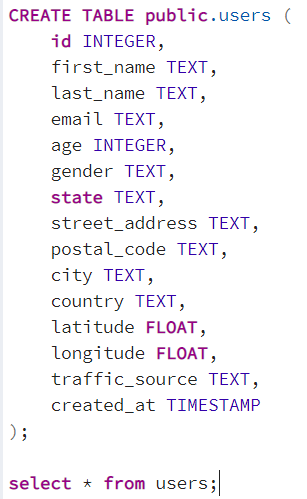 CREATE TABLE public.users (
    id INTEGER,
    first_name TEXT,
    last_name TEXT,
    email TEXT,
    age INTEGER,
    gender TEXT,
    state TEXT,
    street_address TEXT,
    postal_code TEXT,
    city TEXT,
    country TEXT,
    latitude FLOAT,
    longitude FLOAT,
    traffic_source TEXT,
    created_at TIMESTAMP
);
select * from users;